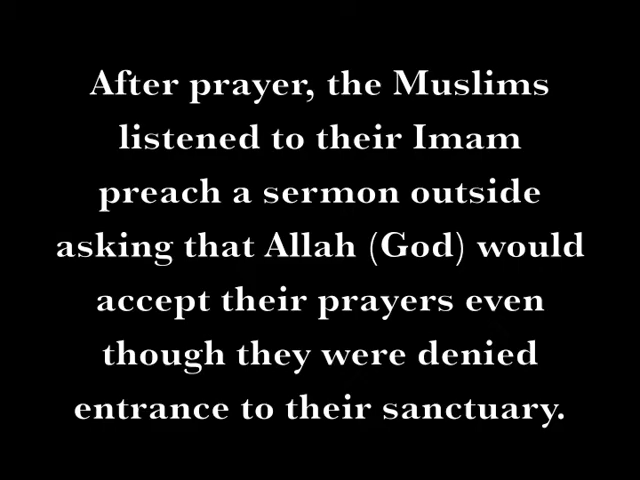 After prayer, the Muslims
listened to their Imam
preach a sermon outside
asking that Allah (God) would
accept their prayers even
though they were denied
entrance to their sanctuary.